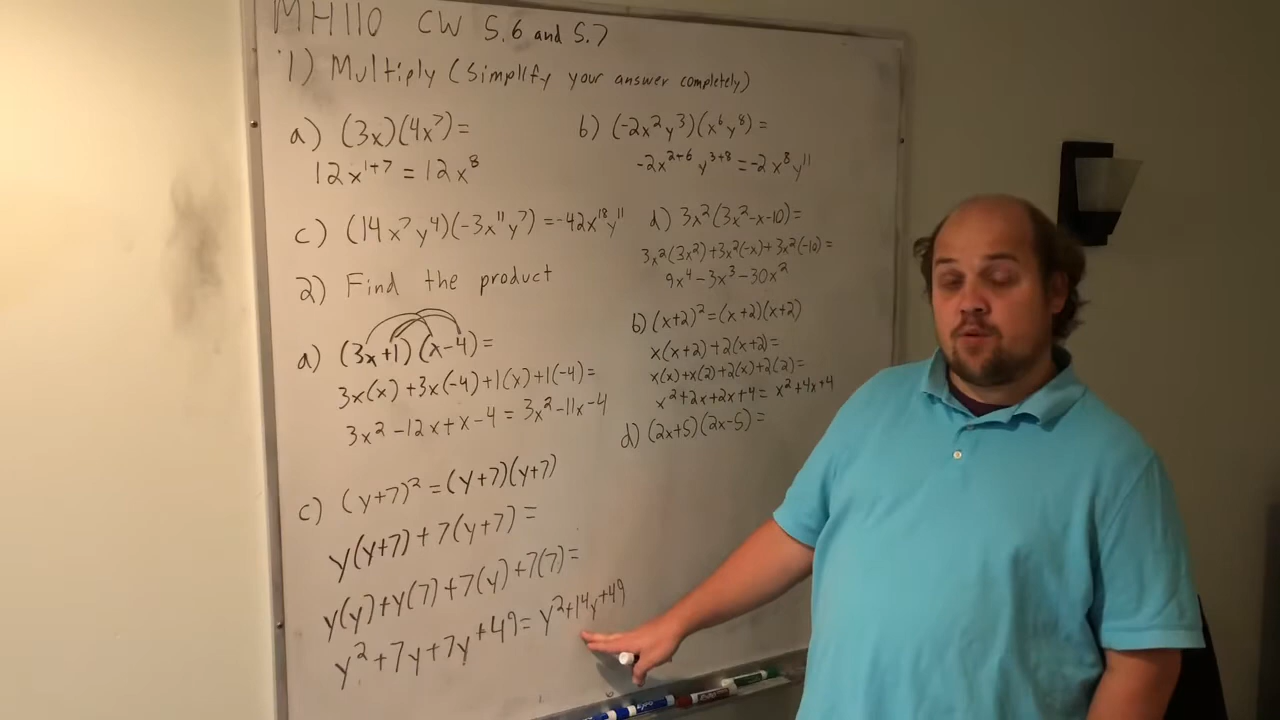 MH110 CW 5.6 and 5.7
1) Multiply (Simplify your answer completely)
a) (3x)(4x⁷)=
12x¹⁺⁷ = 12x⁸
b) (-2x²y³)(x⁶y⁸) =
-2x²⁺⁶ y³⁺⁸ = -2x⁸y¹¹
c) (14x⁷y⁴)(-3x¹¹y⁷) = -42x¹⁸y¹¹
d) 3x²(3x²-x-10)=
3x²(3x²)+3x²(-x)+3x²(-10) =
9x⁴-3x³-30x²
2) Find the product
a) (3x+1)(x-4)=
3x(x)+3x(-4)+1(x)+1(-4)=
3x²-12x+x-4 = 3x²-11x-4
b) (x+2)²=(x+2)(x+2)
x(x+2)+2(x+2)=
x(x)+x(2)+2(x)+2(2)=
x²+2x+2x+4= x²+4x+4
c) (y+7)² = (y+7)(y+7)
y(y+7)+7(y+7) =
y(y)+y(7)+7(y)+7(7)=
y²+7y+7y+49= y²+14y+49
d) (2x+5)(2x-5)=